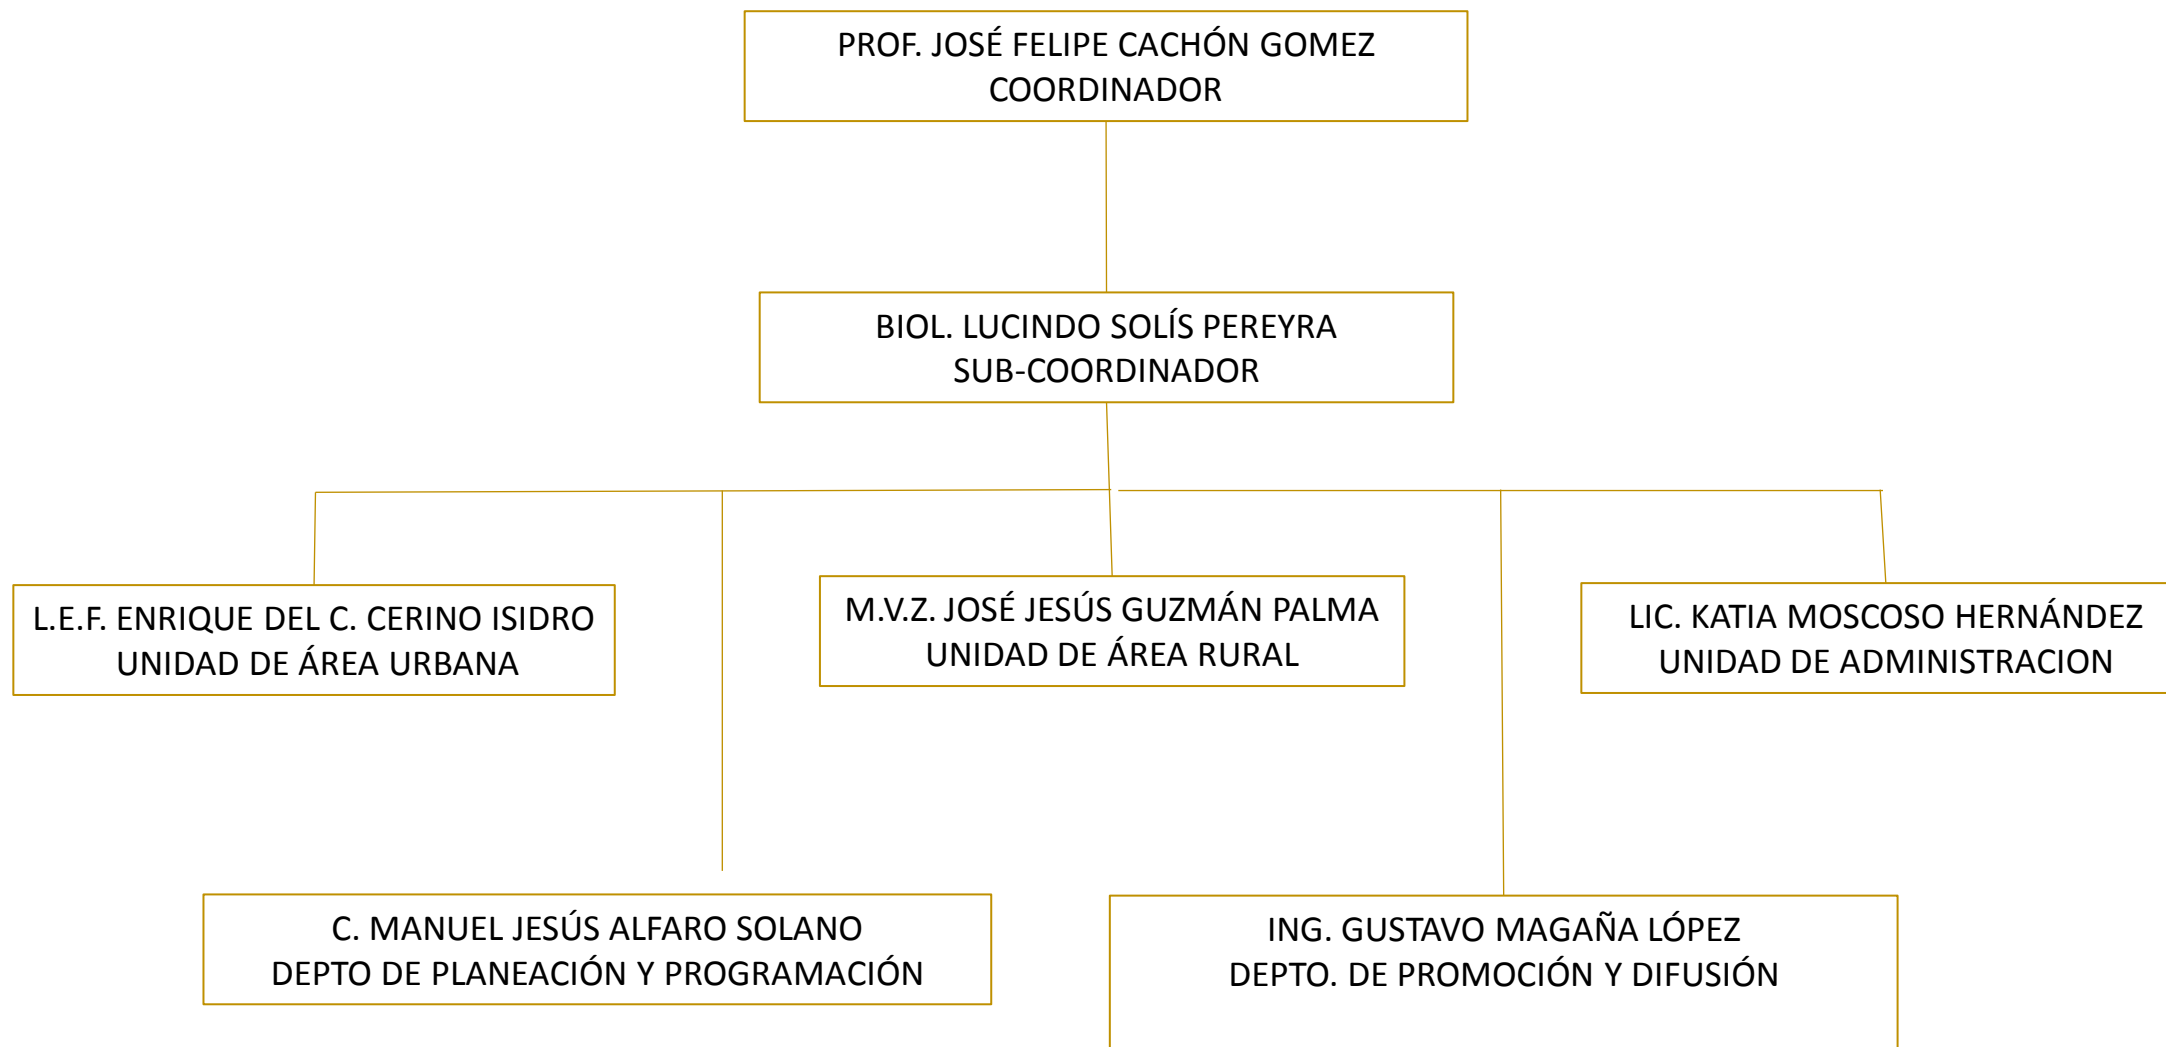 PROF. JOSÉ FELIPE CACHÓN GOMEZ
COORDINADOR
BIOL. LUCINDO SOLÍS PEREYRA
SUB-COORDINADOR
L.E.F. ENRIQUE DEL C. CERINO ISIDRO
UNIDAD DE ÁREA URBANA
M.V.Z. JOSÉ JESÚS GUZMÁN PALMA
UNIDAD DE ÁREA RURAL
LIC. KATIA MOSCOSO HERNÁNDEZ
UNIDAD DE ADMINISTRACION
C. MANUEL JESÚS ALFARO SOLANO
DEPTO DE PLANEACIÓN Y PROGRAMACIÓN
ING. GUSTAVO MAGAÑA LÓPEZ
DEPTO. DE PROMOCIÓN Y DIFUSIÓN